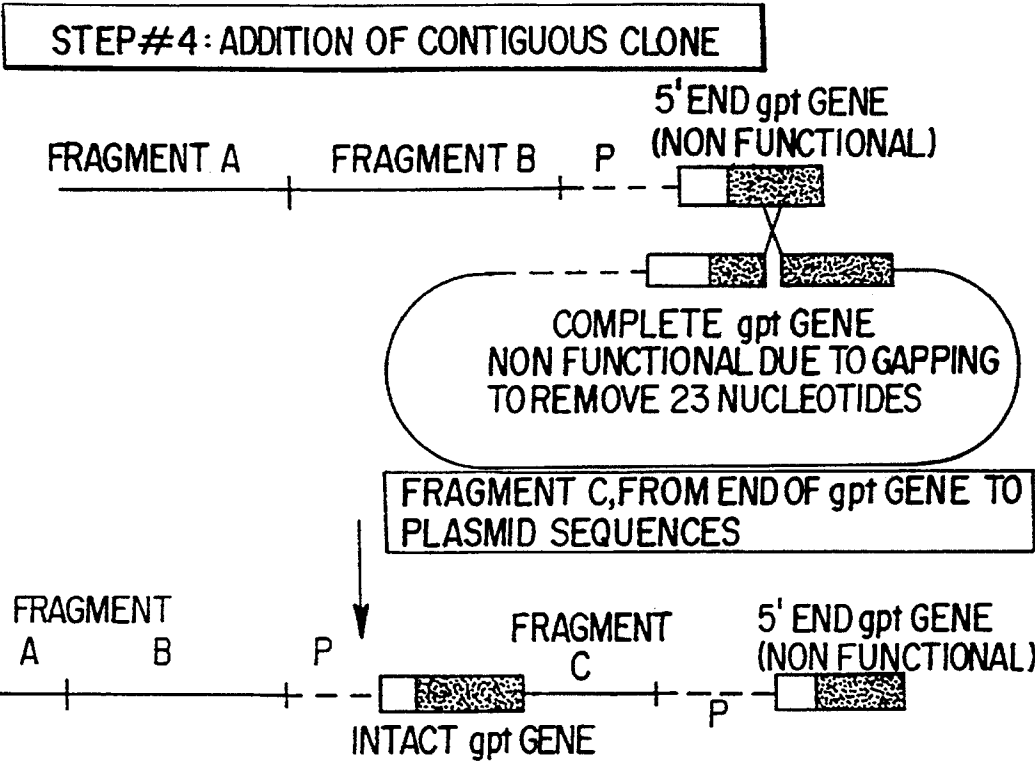 STEP#4: ADDITION OF CONTIGUOUS CLONE
5' END gpt GENE
(NON FUNCTIONAL)
FRAGMENT A
FRAGMENT B
P
COMPLETE gpt GENE
NON FUNCTIONAL DUE TO GAPPING
TO REMOVE 23 NUCLEOTIDES
FRAGMENT C, FROM END OF gpt GENE TO
PLASMID SEQUENCES
FRAGMENT
A
B
P
FRAGMENT
C
5' END gpt GENE
(NON FUNCTIONAL)
P
INTACT gpt GENE